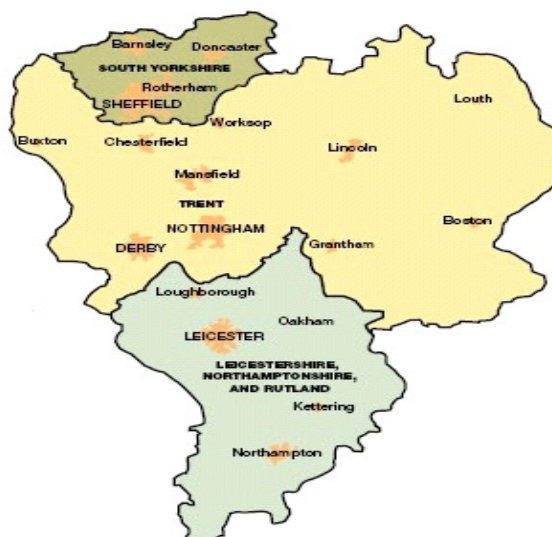 Barnsley
Doncaster
SOUTH YORKSHIRE
Rotherham
SHEFFIELD
Louth
Worksop
Buxton
Chesterfield
Lincoln
Mansfield
TRENT
NOTTINGHAM
Boston
DERBY
Grantham
Loughborough
Oakham
LEICESTER
LEICESTERSHIRE,
NORTHAMPTONSHIRE,
AND RUTLAND
Kettering
Northampton